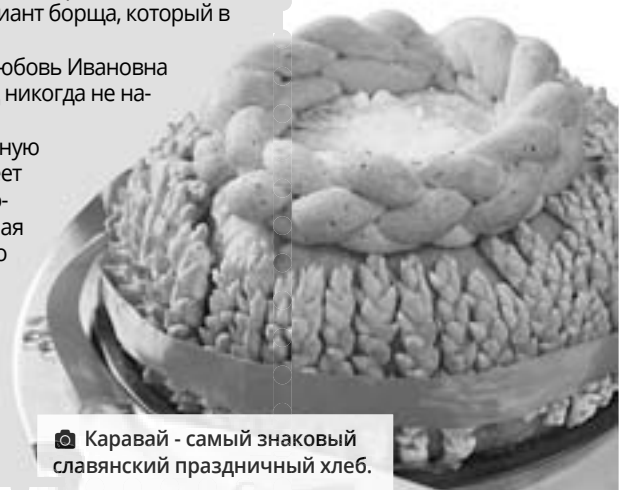 иант борща, который в
юбовь Ивановна
никогда не на-
ную
ет
о-
ая
о
Каравай - самый знаковый
славянский праздничный хлеб.